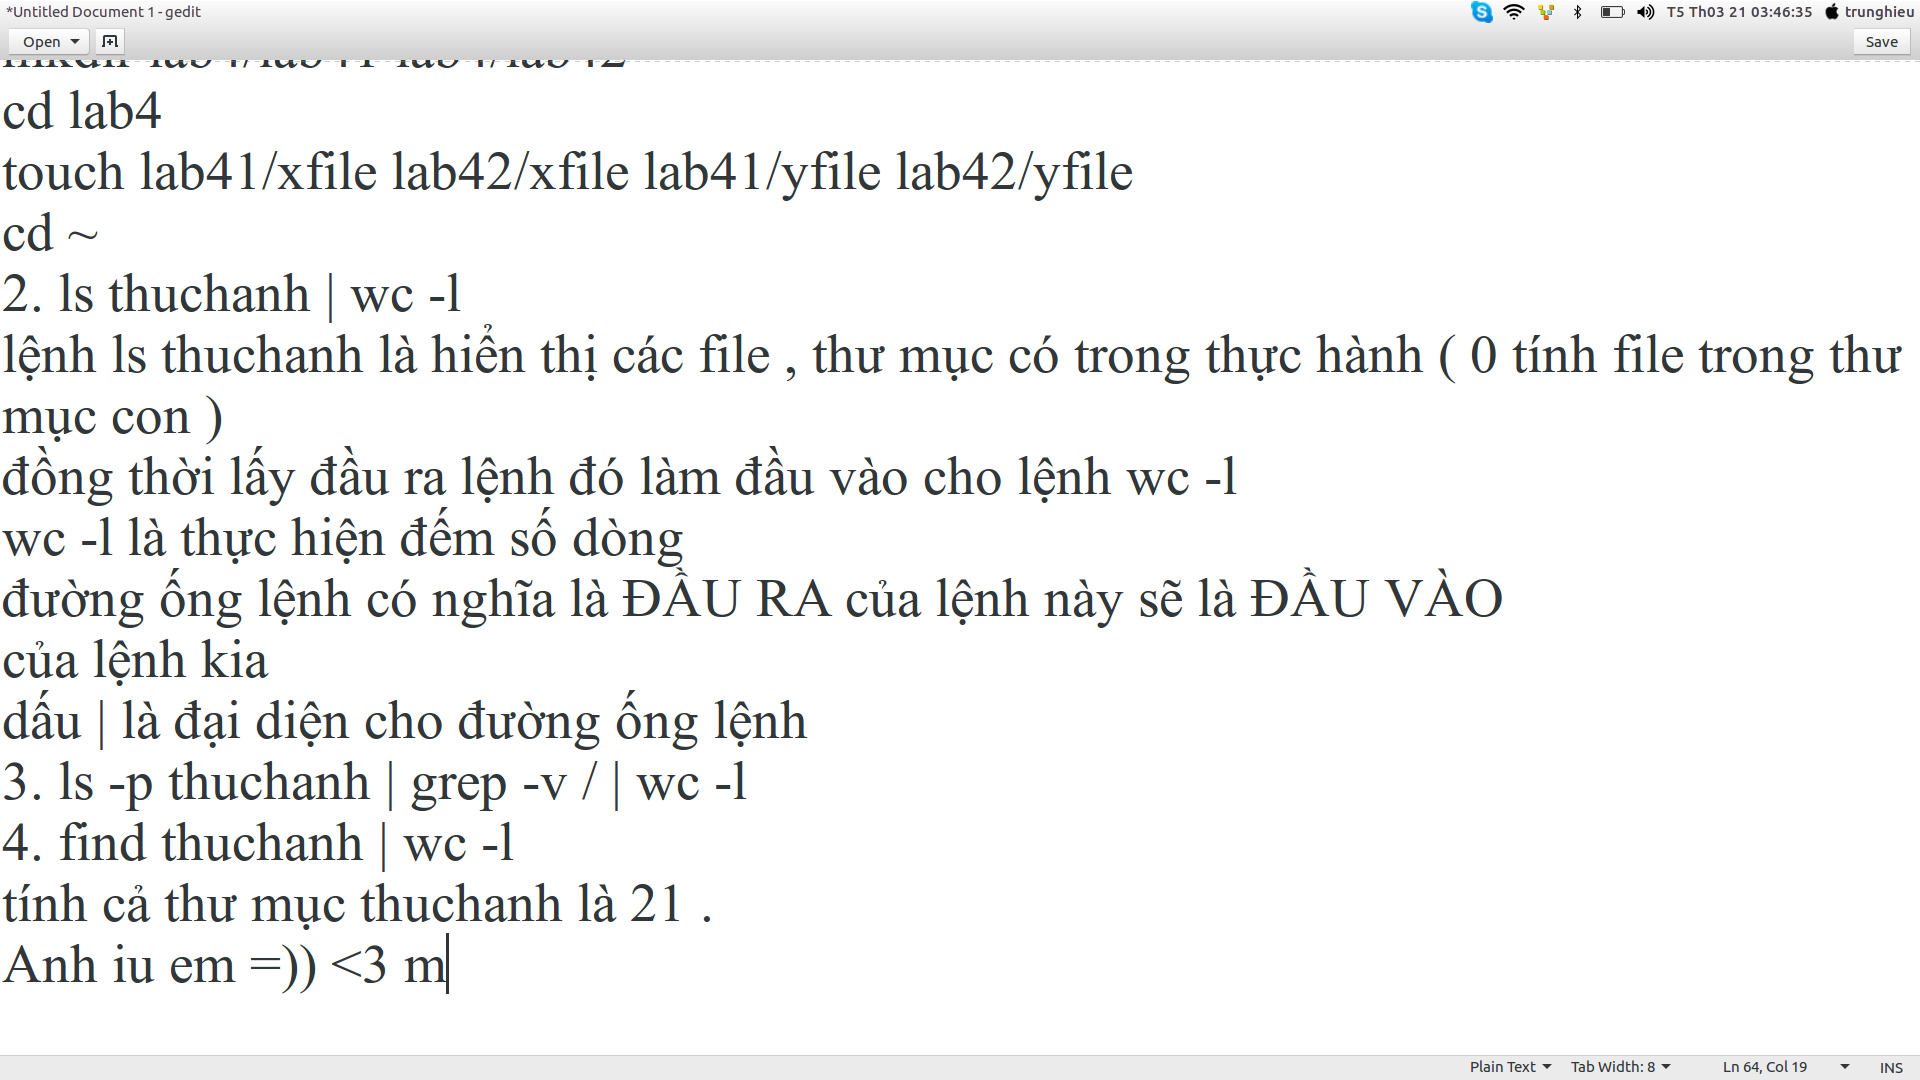 *Untitled Document 1 - gedit
T5 Th03 21 03:46:35 trunghieu
Open
Save
mkdir lab4/lab41 lab4/lab42
cd lab4
touch lab41/xfile lab42/xfile lab41/yfile lab42/yfile
cd ~
2. ls thuchanh | wc -l
lệnh ls thuchanh là hiển thị các file , thư mục có trong thực hành ( 0 tính file trong thư
mục con )
đồng thời lấy đầu ra lệnh đó làm đầu vào cho lệnh wc -l
wc -l là thực hiện đếm số dòng
đường ống lệnh có nghĩa là ĐẦU RA của lệnh này sẽ là ĐẦU VÀO
của lệnh kia
dấu | là đại diện cho đường ống lệnh
3. ls -p thuchanh | grep -v / | wc -l
4. find thuchanh | wc -l
tính cả thư mục thuchanh là 21 .
Anh iu em =)) <3 m
Plain Text Tab Width: 8 Ln 64, Col 19 INS